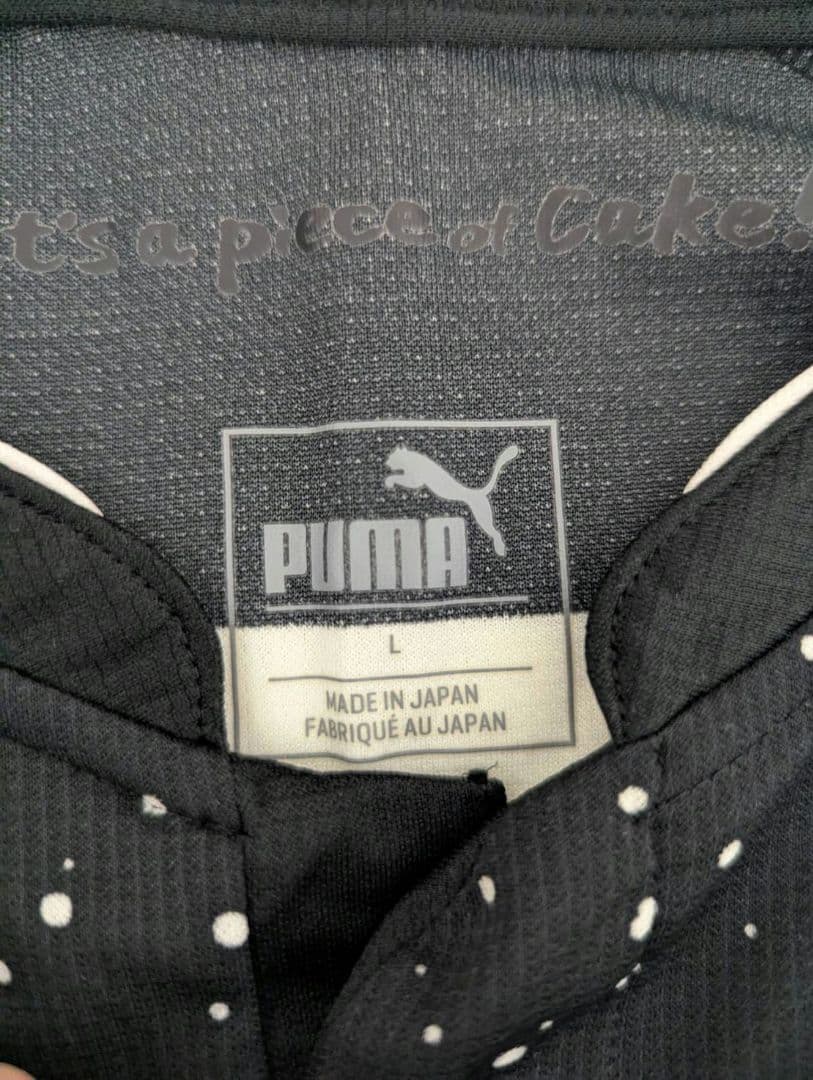 t's a piece of Cake!
PUMA
L
MADE IN JAPAN
FABRIQUÉ AU JAPAN